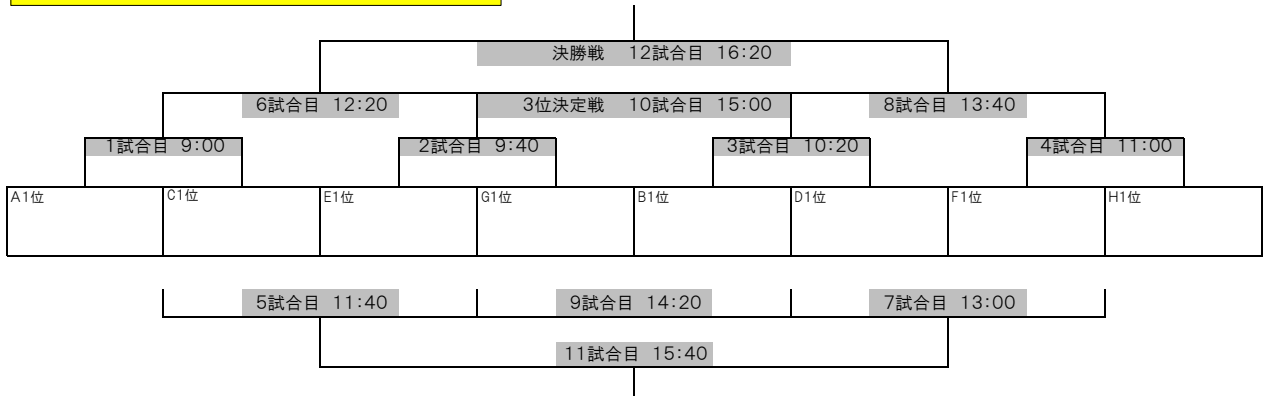 決勝戦　12試合目 16:20
6試合目 12:20
3位決定戦　10試合目 15:00
8試合目 13:40
1試合目 9:00
2試合目 9:40
3試合目 10:20
4試合目 11:00
A1位
C1位
E1位
G1位
B1位
D1位
F1位
H1位
5試合目 11:40
9試合目 14:20
7試合目 13:00
11試合目 15:40